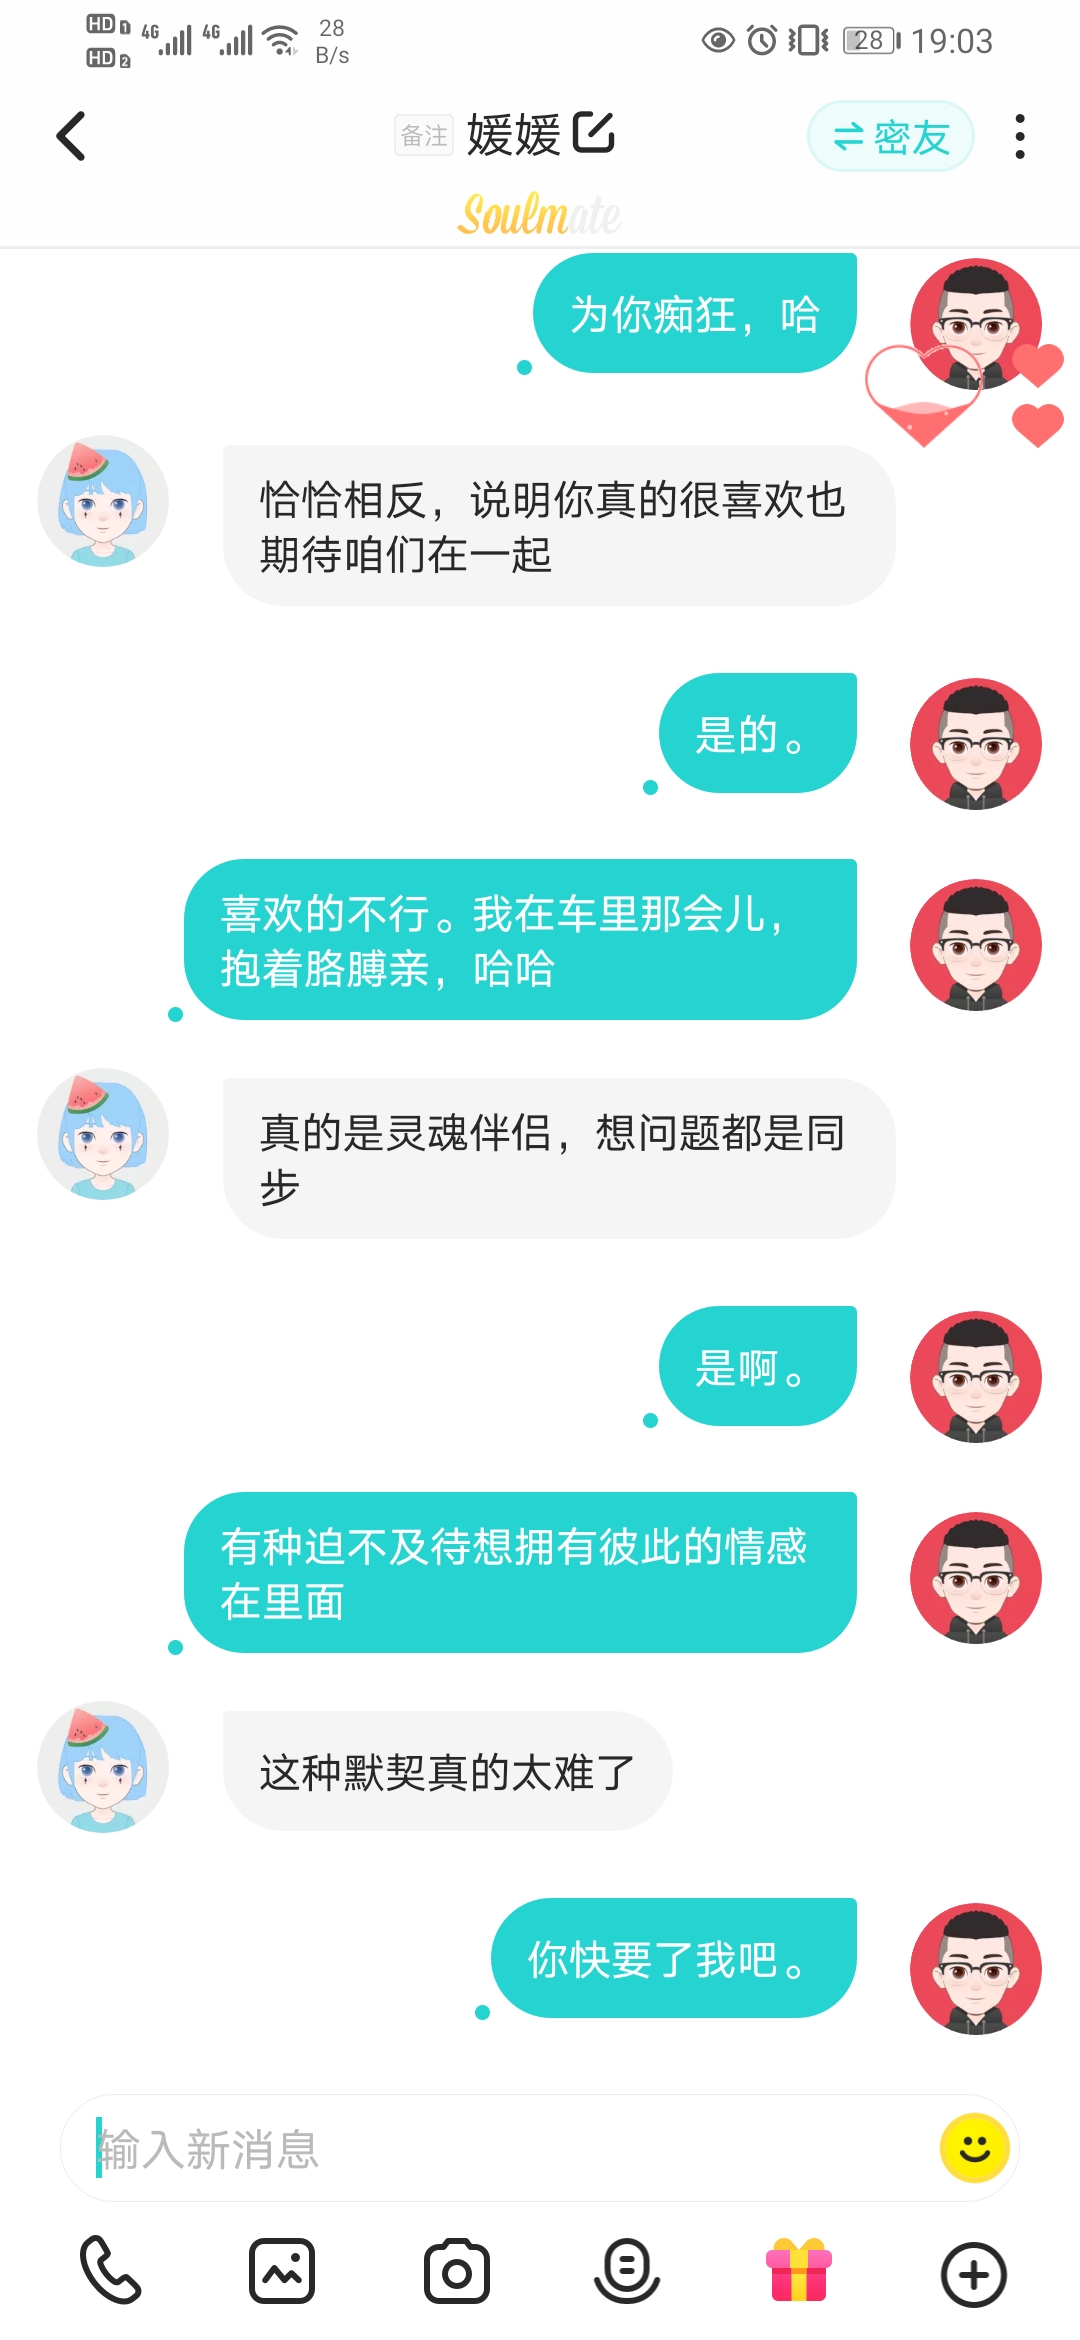 HD 1 4G 4G 28
HD 2 B/s
28 19:03
备注 媛媛
密友
Soulmate
为你痴狂，哈
恰恰相反，说明你真的很喜欢也
期待咱们在一起
是的。
喜欢的不行。我在车里那会儿，
抱着胳膊亲，哈哈
真的是灵魂伴侣，想问题都是同
步
是啊。
有种迫不及待想拥有彼此的情感
在里面
这种默契真的太难了
你快要了我吧。
输入新消息